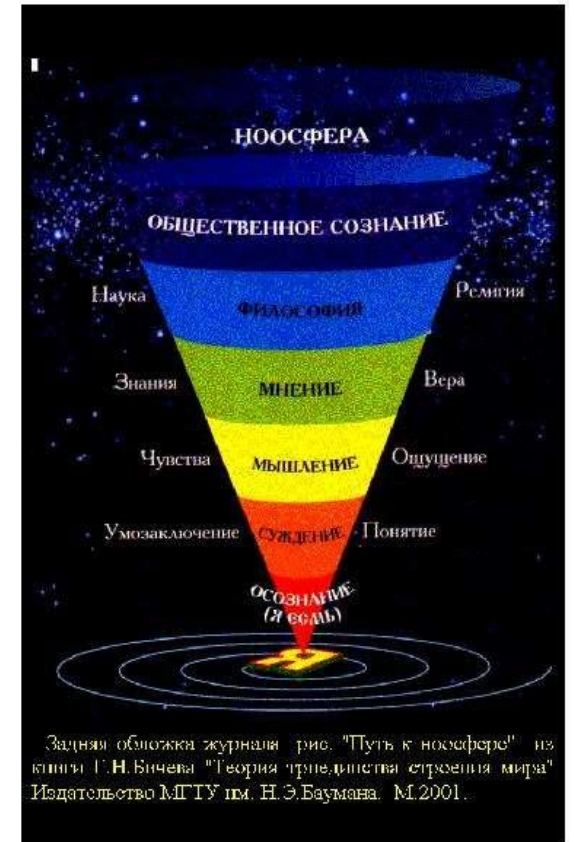 НООСФЕРА
ОБЩЕСТВЕННОЕ СОЗНАНИЕ
Наука ФИЛОСОФИЯ Религия
Знания МНЕНИЕ Вера
Чувства МЫШЛЕНИЕ Ощущение
Умозаключение СУЖДЕНИЕ Понятие
ОСОЗНАНИЕ
(Я ЕСМЬ)
Я
Задняя обложка журнала рис. "Путь к ноосфере" из
книги Г.Н.Бичева "Теория триединства строения мира"
Издательство МГТУ им. Н.Э.Баумана. М.2001.